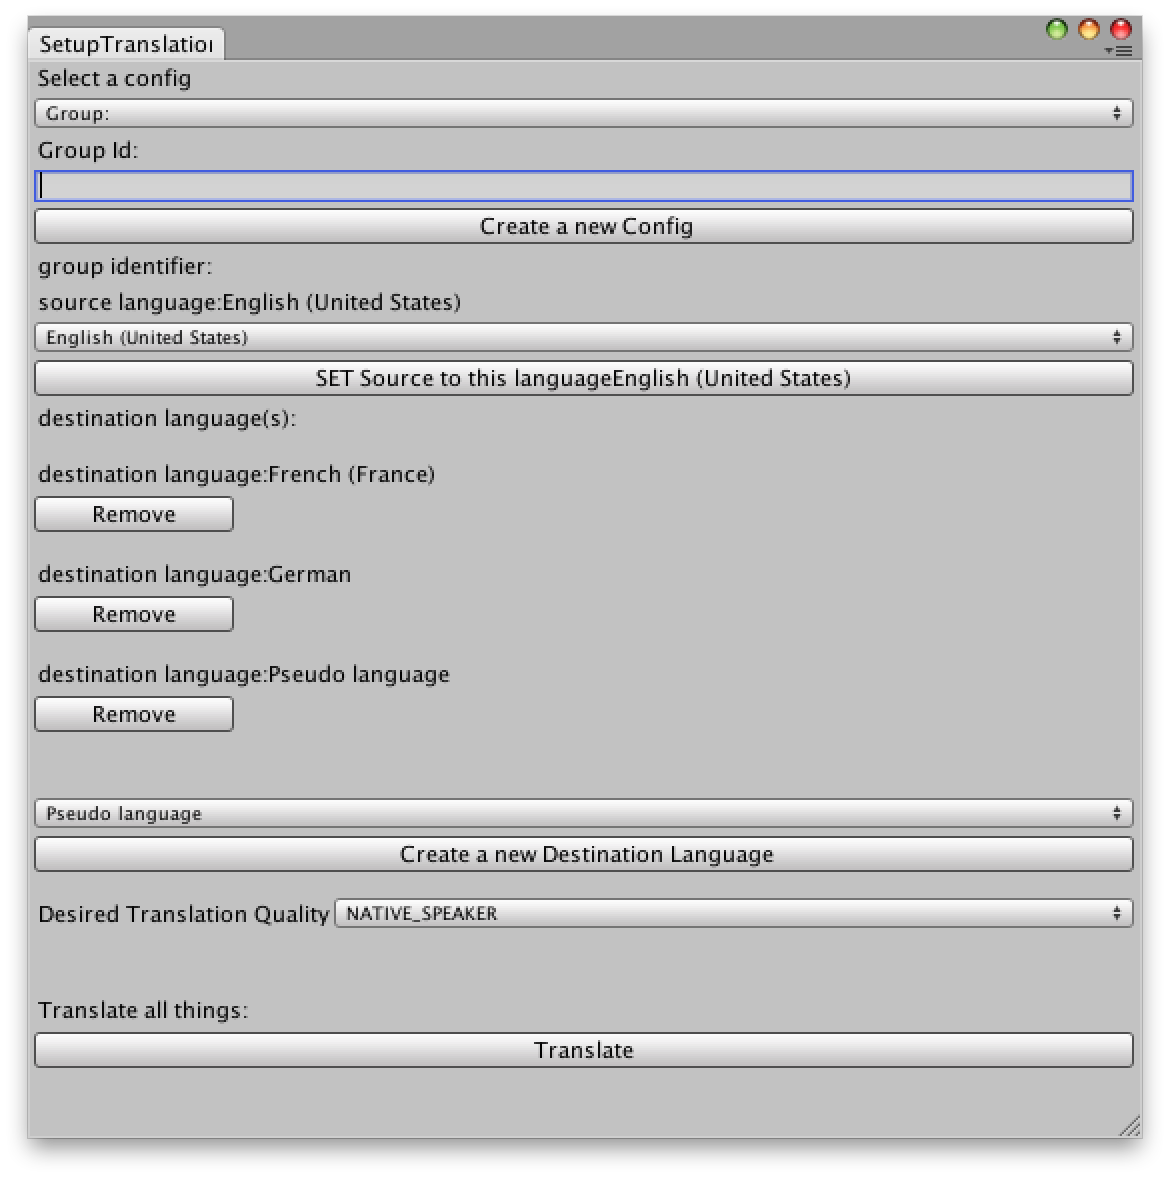 SetupTranslation
Select a config
Group:
Group Id:
Create a new Config
group identifier:
source language:English (United States)
English (United States)
SET Source to this languageEnglish (United States)
destination language(s):
destination language:French (France)
Remove
destination language:German
Remove
destination language:Pseudo language
Remove
Pseudo language
Create a new Destination Language
Desired Translation Quality NATIVE_SPEAKER
Translate all things:
Translate